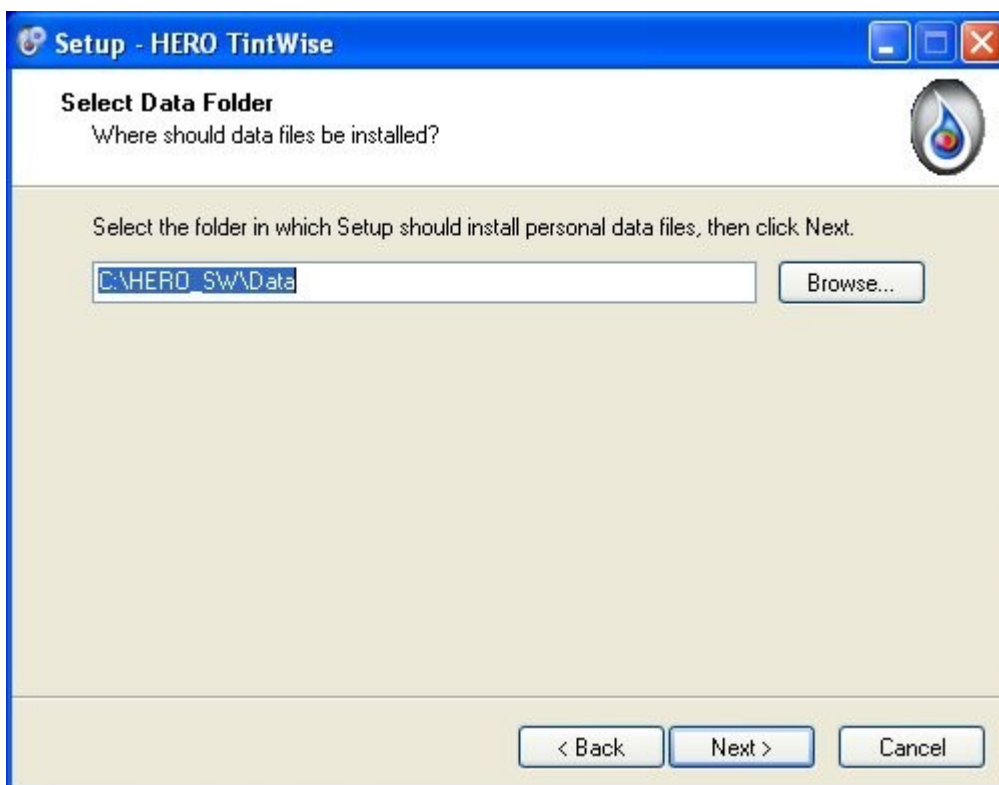 Setup - HERO TintWise
Select Data Folder
Where should data files be installed?
Select the folder in which Setup should install personal data files, then click Next.
C:\HERO_SW\Data
Browse...
< Back
Next >
Cancel